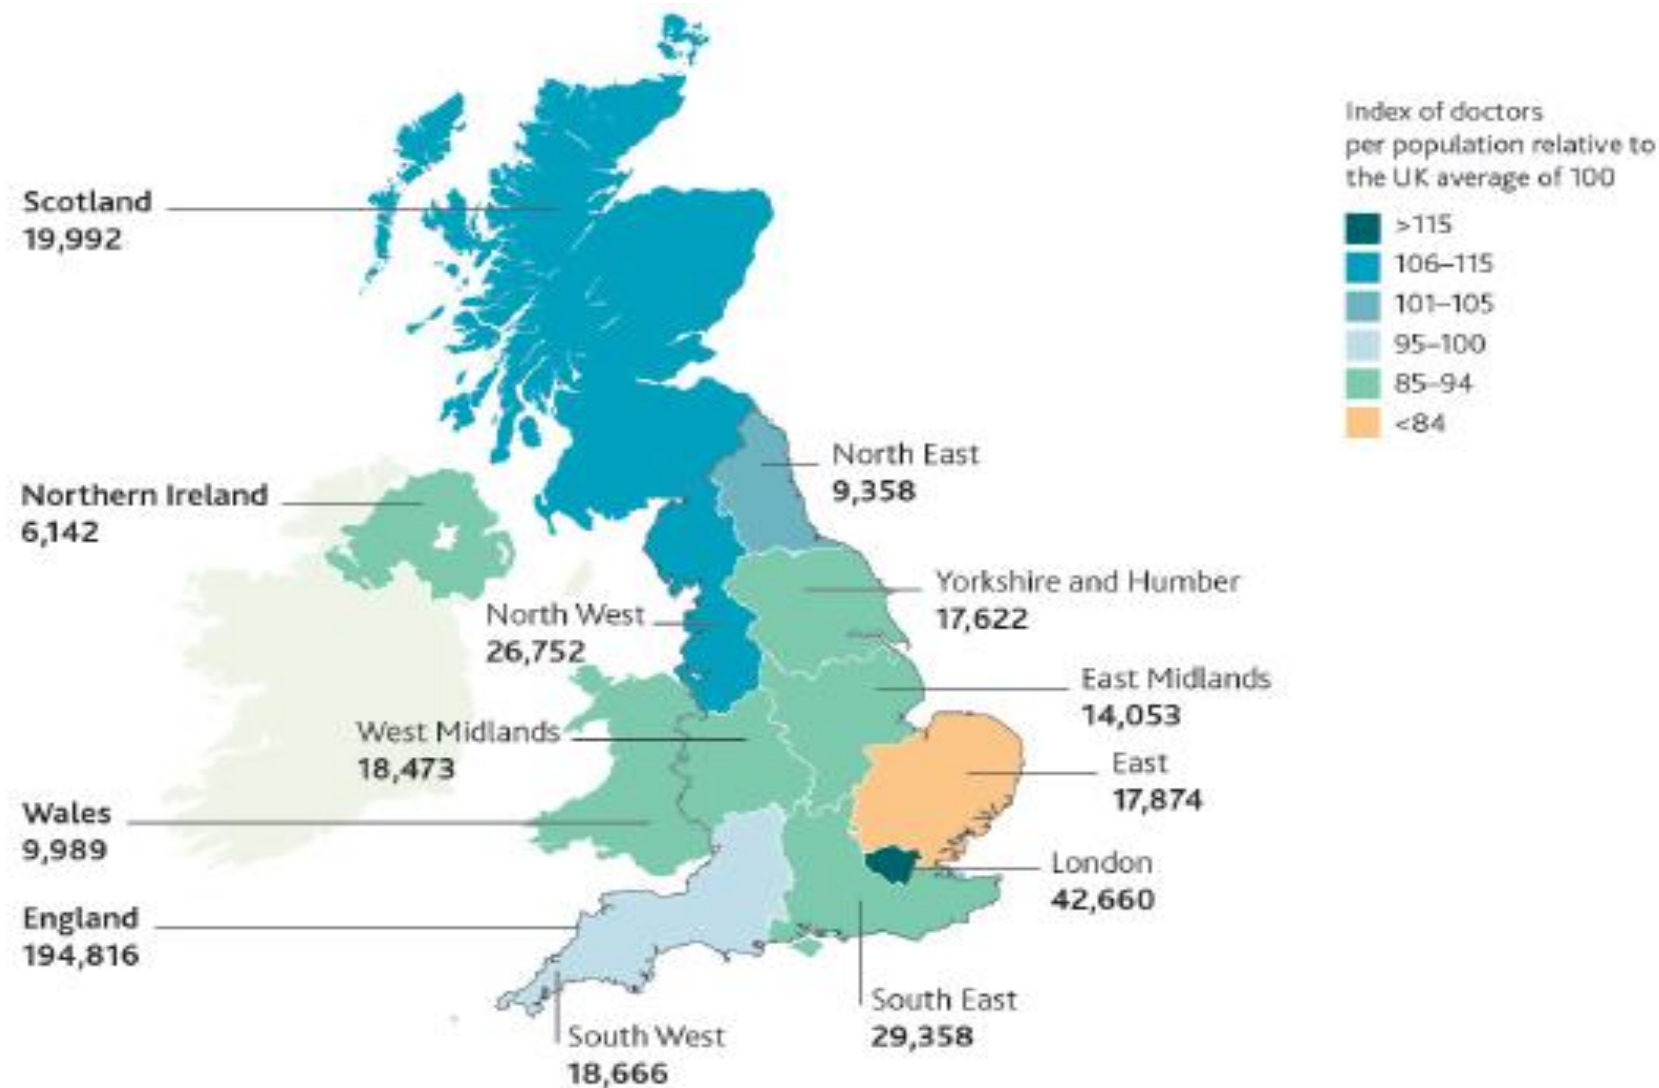 Index of doctors
per population relative to
the UK average of 100
>115
106–115
101–105
95–100
85–94
<84
Scotland
19,992
North East
9,358
Northern Ireland
6,142
Yorkshire and Humber
17,622
North West
26,752
East Midlands
14,053
West Midlands
18,473
East
17,874
Wales
9,989
London
42,660
England
194,816
South East
29,358
South West
18,666